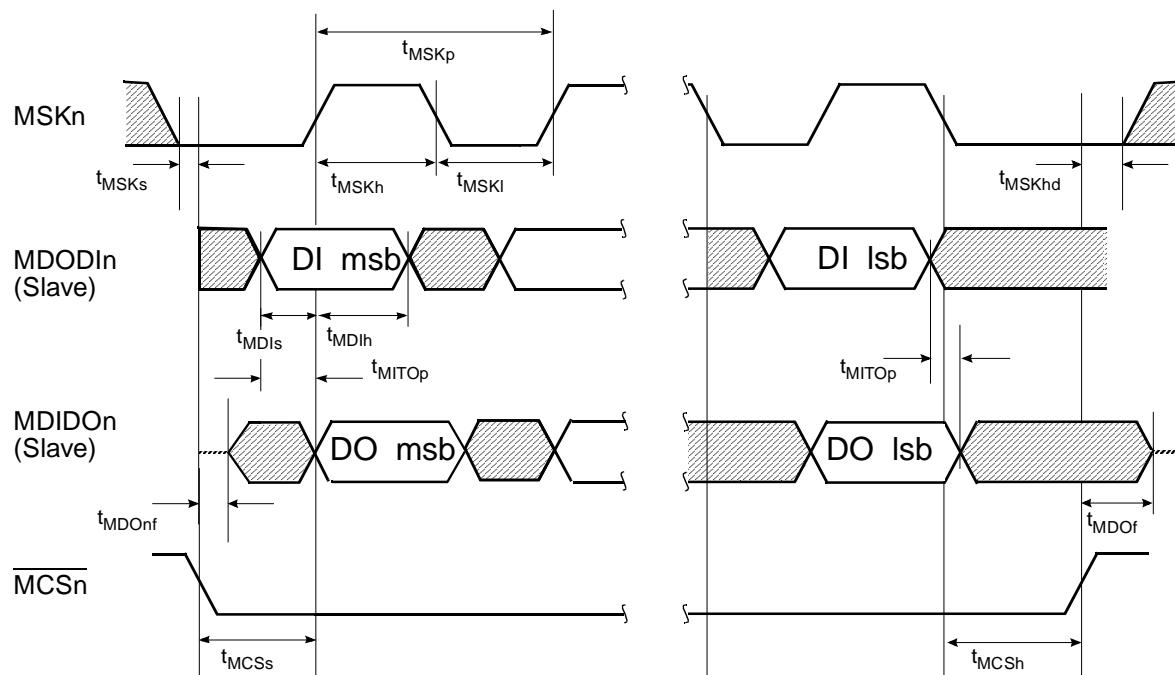 tMSKp
MSKn
tMSKs
tMSKh
tMSKl
tMSKhd
MDODIn
(Slave)
DI msb
DI lsb
tMDIs
tMDIh
tMITOp
tMITOp
MDIDOn
(Slave)
DO msb
DO lsb
tMDOnf
tMDOf
MCSn
tMCSs
tMCSh